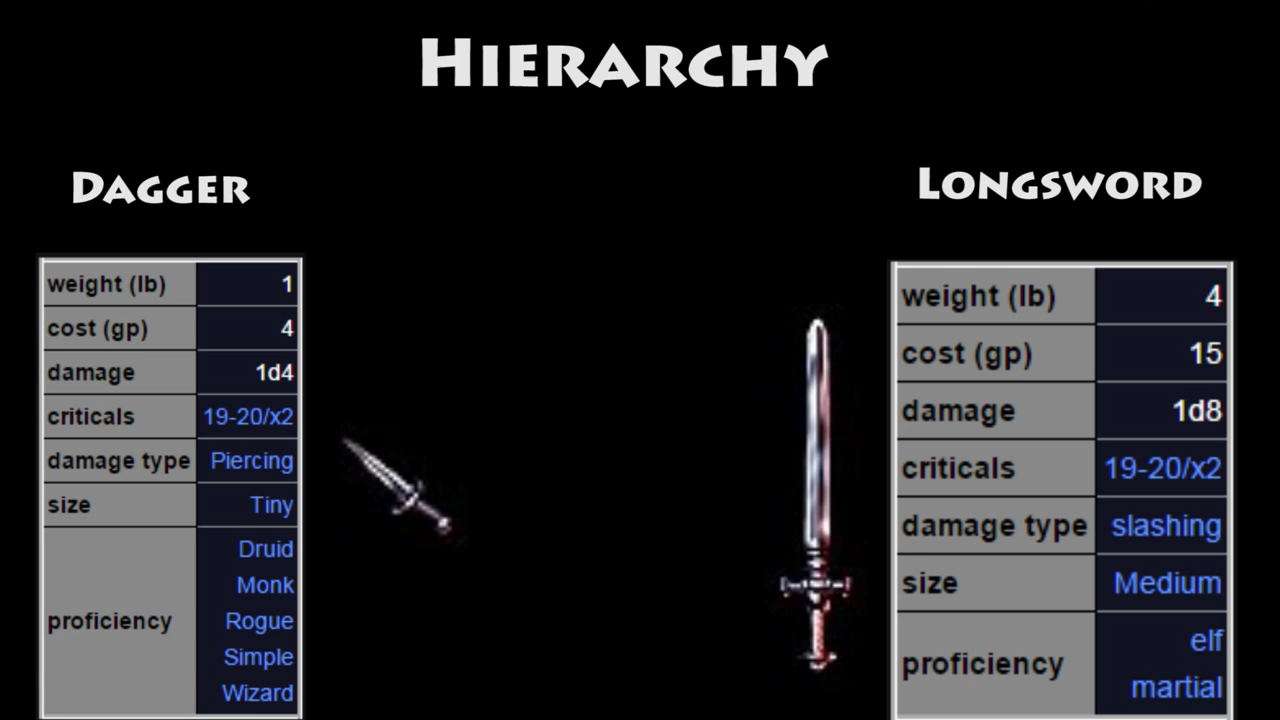 Hierarchy
Dagger
weight (lb) 1
cost (gp) 4
damage 1d4
criticals 19-20/x2
damage type Piercing
size Tiny
proficiency Druid
Monk
Rogue
Simple
Wizard
Longsword
weight (lb) 4
cost (gp) 15
damage 1d8
criticals 19-20/x2
damage type slashing
size Medium
proficiency elf
martial